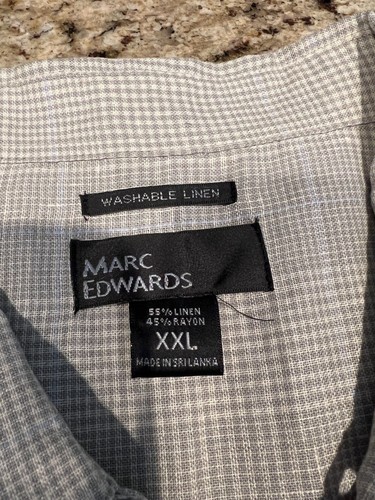 WASHABLE LINEN
MARC
EDWARDS
55% LINEN
45% RAYON
XXL
MADE IN SRI LANKA